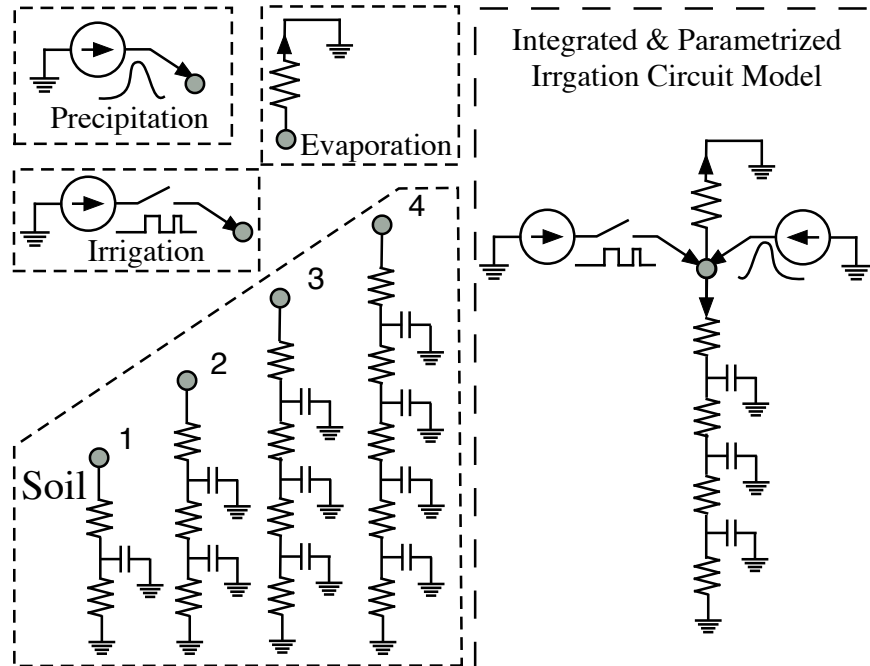 Precipitation
Evaporation
Irrigation
Soil
1
2
3
4
Integrated & Parametrized
Irrgation Circuit Model